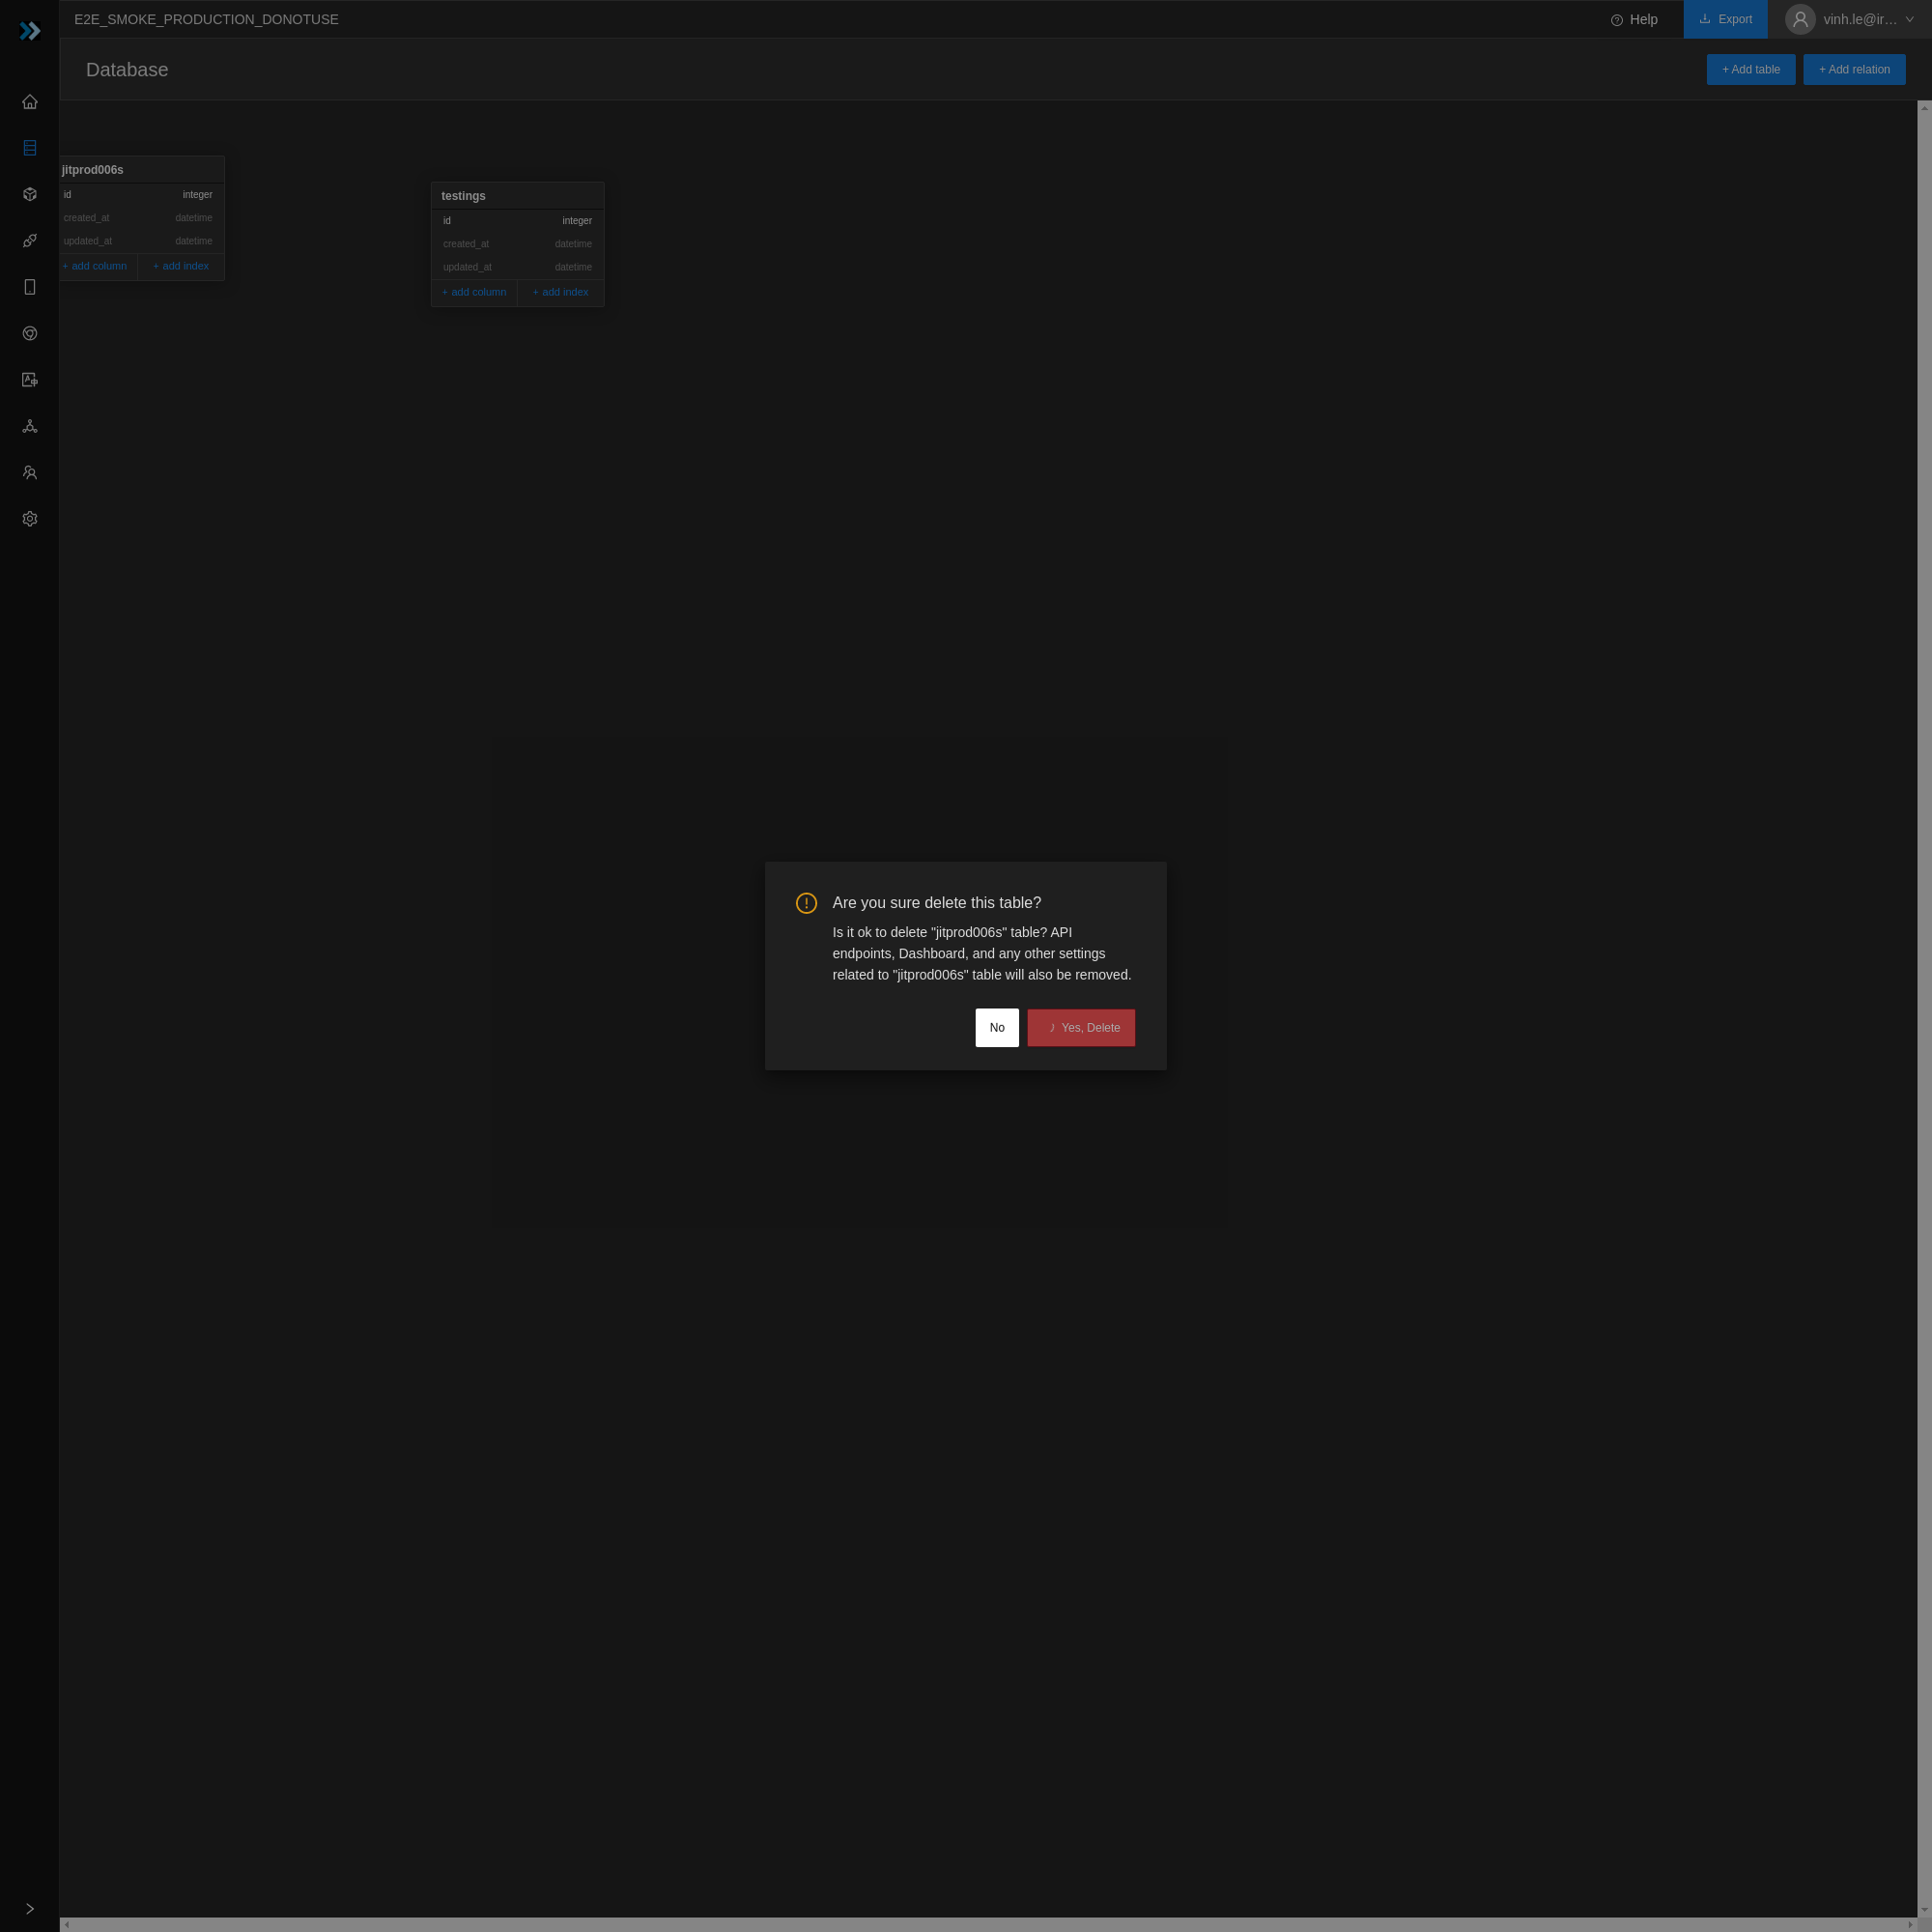 E2E_SMOKE_PRODUCTION_DONOTUSE
Help
Export
vinh.le@ir…
Database
+ Add table
+ Add relation
jitprod006s
id integer
created_at datetime
updated_at datetime
+ add column + add index
testings
id integer
created_at datetime
updated_at datetime
+ add column + add index
Are you sure delete this table?
Is it ok to delete "jitprod006s" table? API
endpoints, Dashboard, and any other settings
related to "jitprod006s" table will also be removed.
No
Yes, Delete